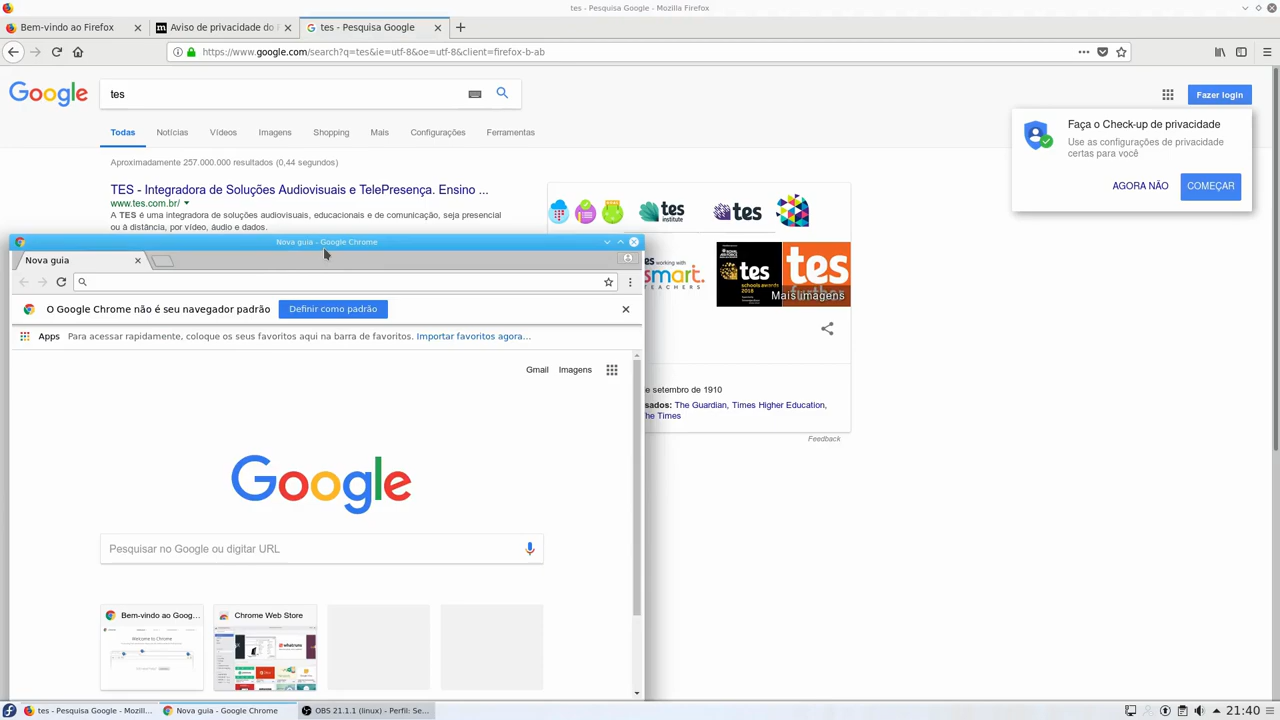 tes - Pesquisa Google - Mozilla Firefox
Bem-vindo ao Firefox
Aviso de privacidade do F
tes - Pesquisa Google
https://www.google.com/search?q=tes&ie=utf-8&oe=utf-8&client=firefox-b-ab
Google
tes
Fazer login
Todas Notícias Vídeos Imagens Shopping Mais Configurações Ferramentas
Faça o Check-up de privacidade
Use as configurações de privacidade
certas para você
AGORA NÃO COMEÇAR
Aproximadamente 257.000.000 resultados (0,44 segundos)
TES - Integradora de Soluções Audiovisuais e TelePresença. Ensino ...
www.tes.com.br/
A TES é uma integradora de soluções audiovisuais, educacionais e de comunicação, seja presencial
ou à distância, por vídeo, áudio e dados.
tes
institute
tes
tes working with
smart.
TEACHERS
tes
schools awards
2018
tes
Mais imagens
e setembro de 1910
sados: The Guardian, Times Higher Education,
he Times
Feedback
Nova guia - Google Chrome
Nova guia
O Google Chrome não é seu navegador padrão
Definir como padrão
Apps
Para acessar rapidamente, coloque os seus favoritos aqui na barra de favoritos. Importar favoritos agora...
Gmail Imagens
Google
Pesquisar no Google ou digitar URL
Bem-vindo ao Goog...
Chrome Web Store
Welcome to Chrome
whatruns
tes - Pesquisa Google - Mozill...
Nova guia - Google Chrome
OBS 21.1.1 (linux) - Perfil: Se...
21:40